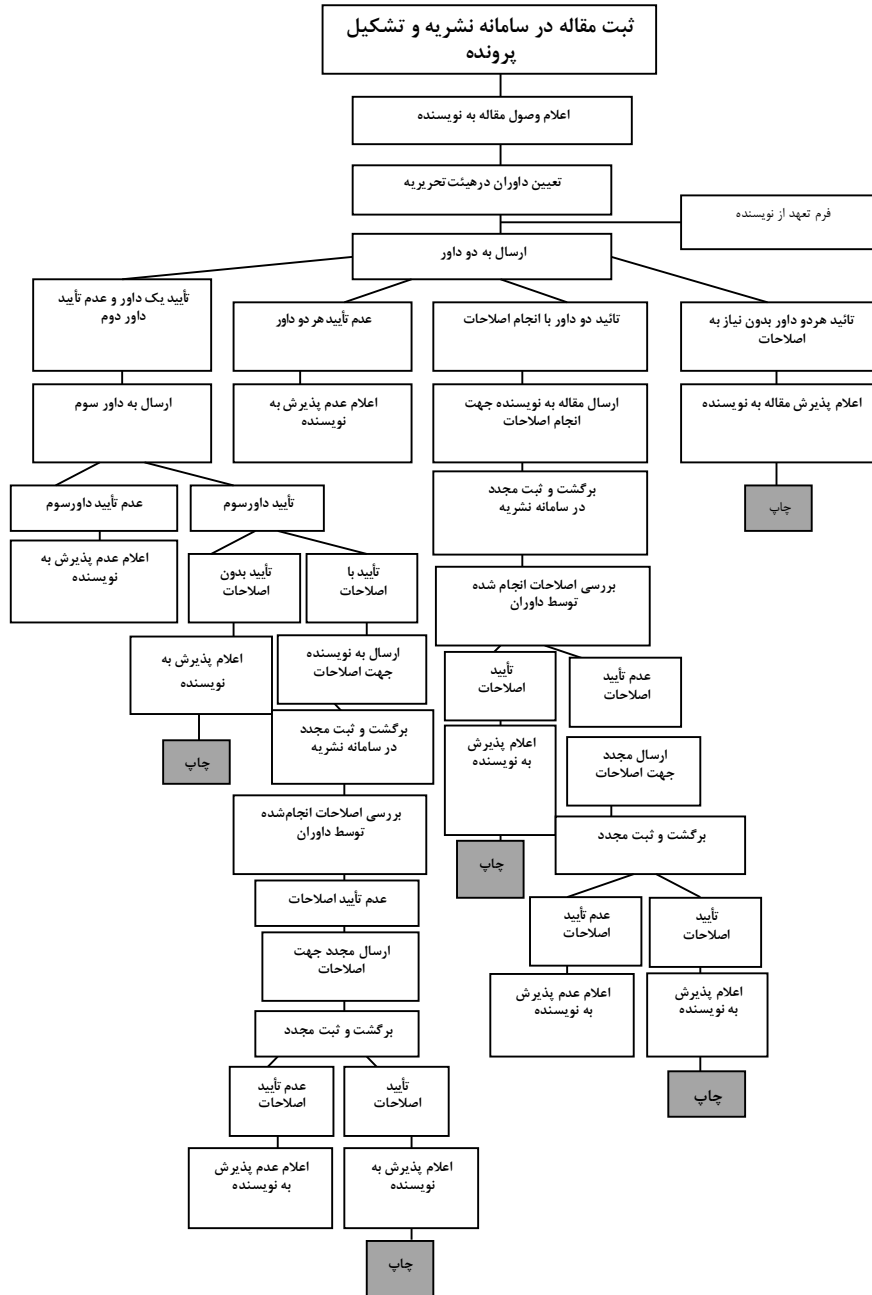 ثبت مقاله در سامانه نشریه و تشکیل
پرونده
اعلام وصول مقاله به نویسنده
تعیین داوران درهیئت‌تحریریه
فرم تعهد از نویسنده
ارسال به دو داور
تائید هردو داور بدون نیاز به
اصلاحات
تائید دو داور با انجام اصلاحات
عدم تأیید هر دو داور
تأیید یک داور و عدم تأیید
داور دوم
اعلام پذیرش مقاله به نویسنده
ارسال مقاله به نویسنده جهت
انجام اصلاحات
اعلام عدم پذیرش به
نویسنده
ارسال به داور سوم
چاپ
برگشت و ثبت مجدد
در سامانه نشریه
تأیید داورسوم
عدم تأیید داورسوم
بررسی اصلاحات انجام شده
توسط داوران
تأیید با
اصلاحات
تأیید بدون
اصلاحات
اعلام عدم پذیرش به
نویسنده
عدم تأیید
اصلاحات
تأیید
اصلاحات
ارسال به نویسنده
جهت اصلاحات
اعلام پذیرش به
نویسنده
ارسال مجدد
جهت اصلاحات
اعلام پذیرش
به نویسنده
برگشت و ثبت مجدد
در سامانه نشریه
چاپ
برگشت و ثبت مجدد
چاپ
بررسی اصلاحات انجام‌شده
توسط داوران
تأیید
اصلاحات
عدم تأیید
اصلاحات
عدم تأیید اصلاحات
اعلام پذیرش
به نویسنده
اعلام عدم پذیرش
به نویسنده
ارسال مجدد جهت
اصلاحات
چاپ
برگشت و ثبت مجدد
تأیید
اصلاحات
عدم تأیید
اصلاحات
اعلام پذیرش به
نویسنده
اعلام عدم پذیرش
به نویسنده
چاپ